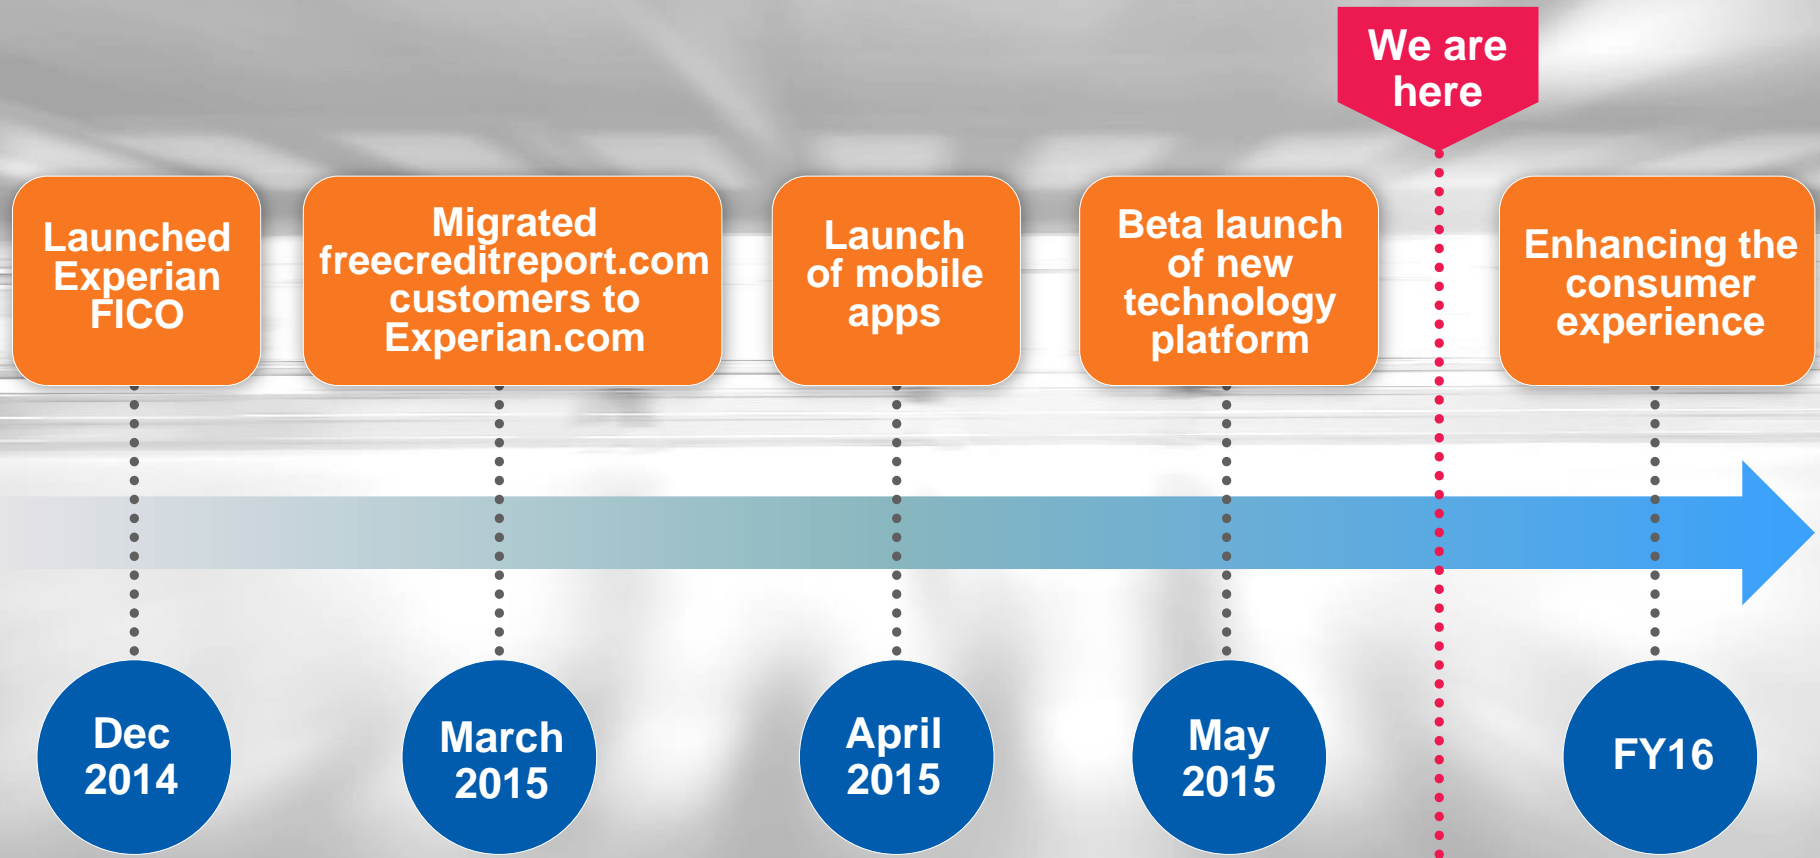 We are
here
Launched
Experian
FICO
Migrated
freecreditreport.com
customers to
Experian.com
Launch
of mobile
apps
Beta launch
of new
technology
platform
Enhancing the
consumer
experience
Dec
2014
March
2015
April
2015
May
2015
FY16